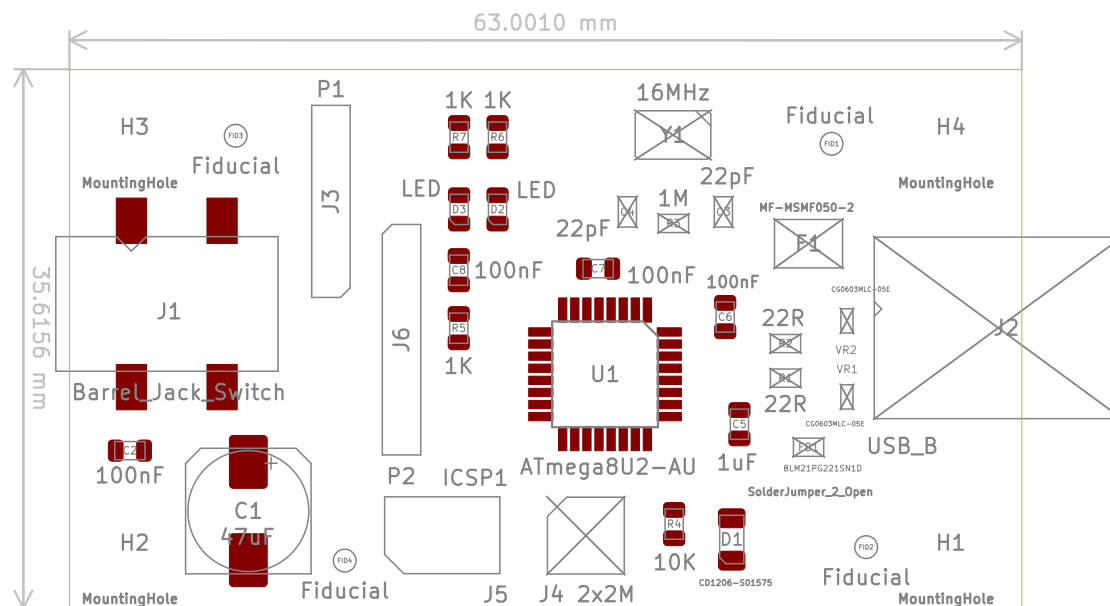 63.0010 mm
35.6156 mm
P1
1K 1K
16MHz
H3
FID3
Fiducial
R7 R6
Y1
Fiducial
FID1
H4
MountingHole
MountingHole
LED LED
D3 D2
J3
22pF
1M
C4 R3 C3
22pF
MF-MSMF050-2
F1
C8 100nF
C7 100nF
100nF
C6
CG0603MLC-05E
J1
R5
1K
J6
22R
R2
VR2
VR1
R1
22R
J2
U1
Barrel_Jack_Switch
C5
1uF
CG0603MLC-05E
USB_B
FB1
BLM21PG221SN1D
C2
100nF
ATmega8U2-AU
P2 ICSP1
SolderJumper_2_Open
C1
47uF
R4
10K
D1
H2
FID4
Fiducial
FID2
Fiducial
H1
CD1206-S01575
MountingHole
J5 J4 2x2M
MountingHole